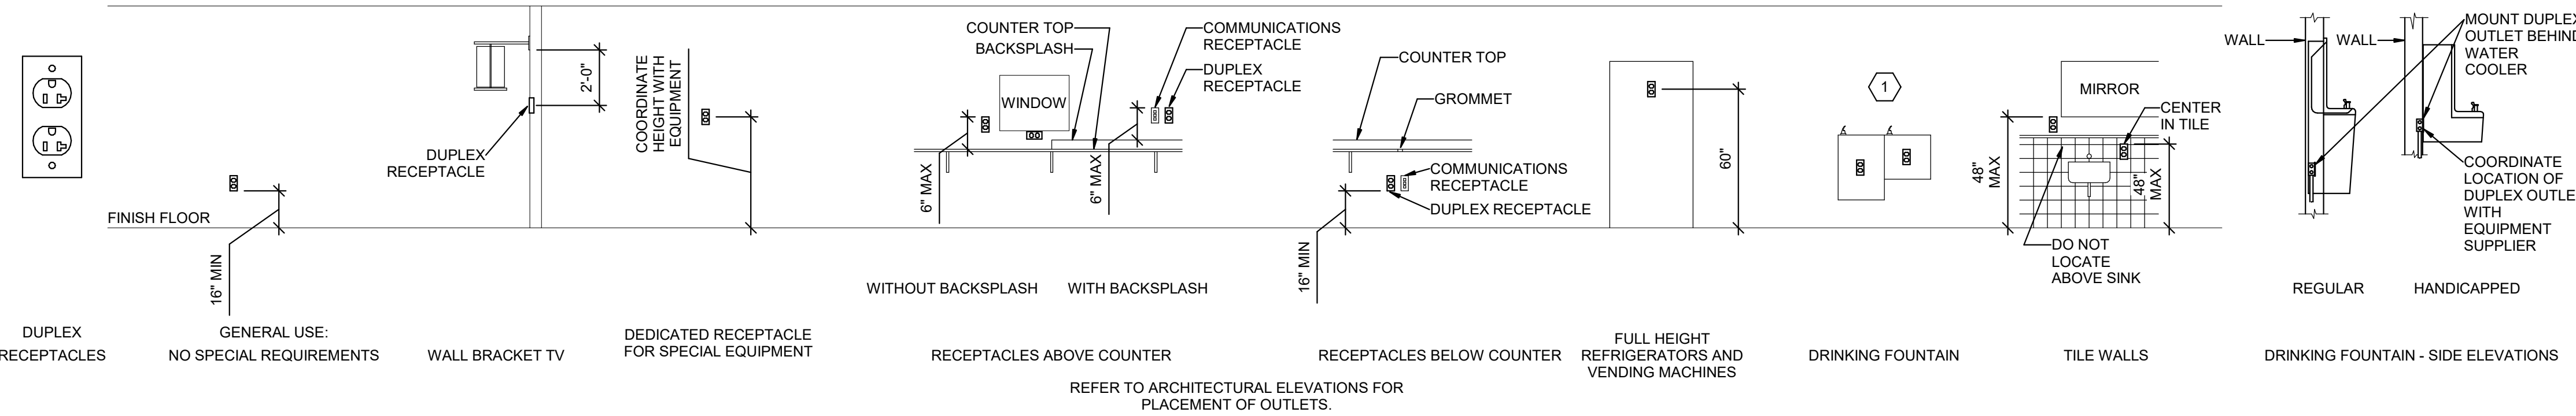 DUPLEX
RECEPTACLES
FINISH FLOOR
16" MIN
GENERAL USE:
NO SPECIAL REQUIREMENTS
2'-0"
DUPLEX
RECEPTACLE
WALL BRACKET TV
COORDINATE
HEIGHT WITH
EQUIPMENT
DEDICATED RECEPTACLE
FOR SPECIAL EQUIPMENT
COUNTER TOP
BACKSPLASH
COMMUNICATIONS
RECEPTACLE
DUPLEX
RECEPTACLE
WINDOW
6" MAX
6" MAX
WITHOUT BACKSPLASH
WITH BACKSPLASH
RECEPTACLES ABOVE COUNTER
COUNTER TOP
GROMMET
COMMUNICATIONS
RECEPTACLE
DUPLEX RECEPTACLE
16" MIN
RECEPTACLES BELOW COUNTER
REFER TO ARCHITECTURAL ELEVATIONS FOR
PLACEMENT OF OUTLETS.
60"
FULL HEIGHT
REFRIGERATORS AND
VENDING MACHINES
1
DRINKING FOUNTAIN
MIRROR
CENTER
IN TILE
48"
MAX
48"
MAX
DO NOT
LOCATE
ABOVE SINK
TILE WALLS
WALL
WALL
MOUNT DUPLEX
OUTLET BEHIND
WATER
COOLER
COORDINATE
LOCATION OF
DUPLEX OUTLE
WITH
EQUIPMENT
SUPPLIER
REGULAR
HANDICAPPED
DRINKING FOUNTAIN - SIDE ELEVATIONS